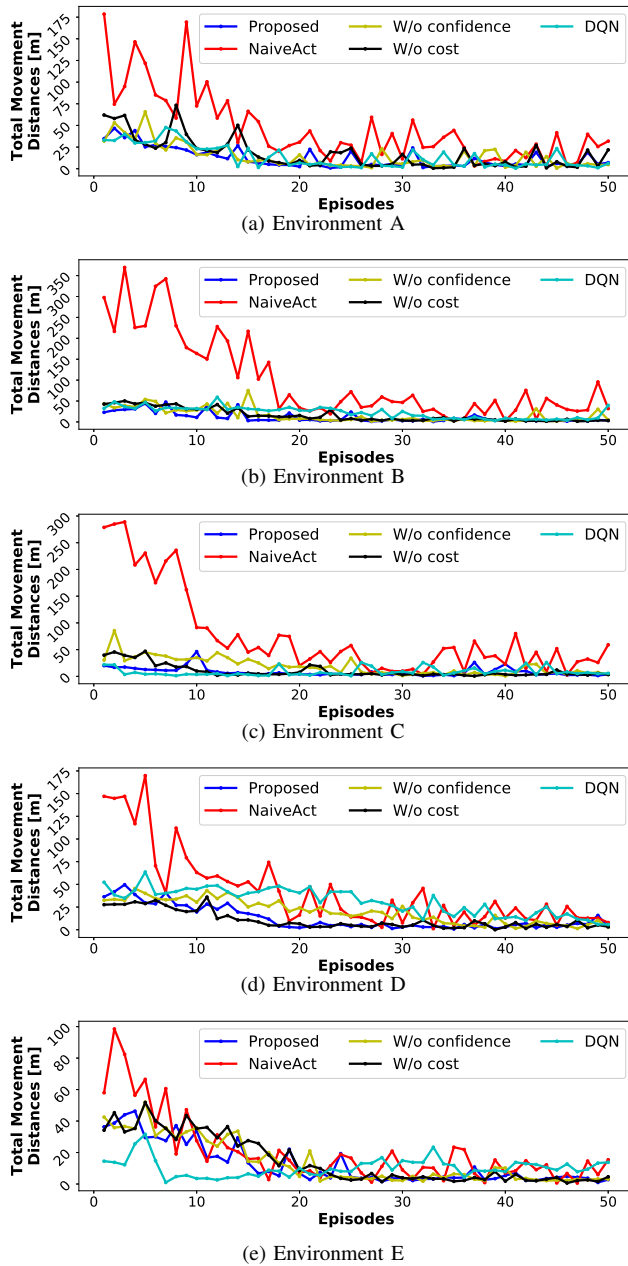 175
150
125
100
75
50
25
0
Total Movement
Distances [m]
Proposed
NaiveAct
W/o confidence
W/o cost
DQN
0 10 20 30 40 50
Episodes
(a) Environment A
350
300
250
200
150
100
50
0
Total Movement
Distances [m]
Proposed
NaiveAct
W/o confidence
W/o cost
DQN
0 10 20 30 40 50
Episodes
(b) Environment B
300
250
200
150
100
50
0
Total Movement
Distances [m]
Proposed
NaiveAct
W/o confidence
W/o cost
DQN
0 10 20 30 40 50
Episodes
(c) Environment C
175
150
125
100
75
50
25
0
Total Movement
Distances [m]
Proposed
NaiveAct
W/o confidence
W/o cost
DQN
0 10 20 30 40 50
Episodes
(d) Environment D
100
80
60
40
20
0
Total Movement
Distances [m]
Proposed
NaiveAct
W/o confidence
W/o cost
DQN
0 10 20 30 40 50
Episodes
(e) Environment E